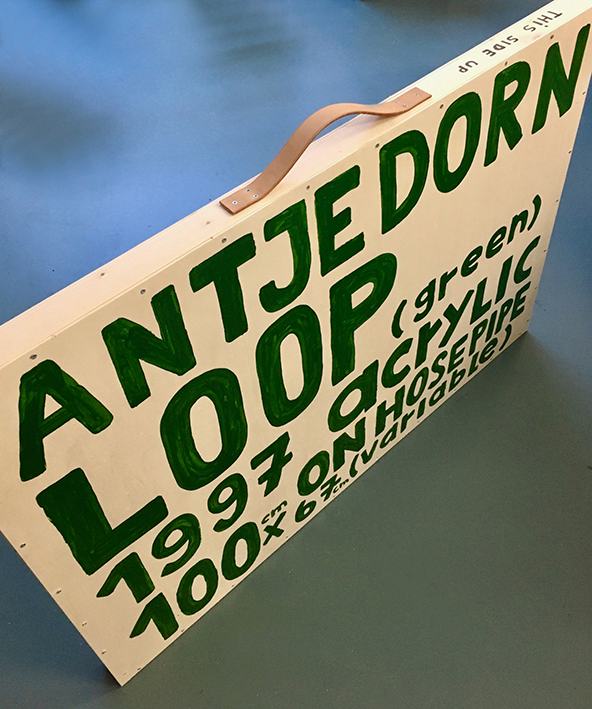 THiS SIDE UP
ANTJE DORN
LOOP (green)
1997 acrYLIC
ON HOSEPIPE
100 cm x 67 cm (variable)